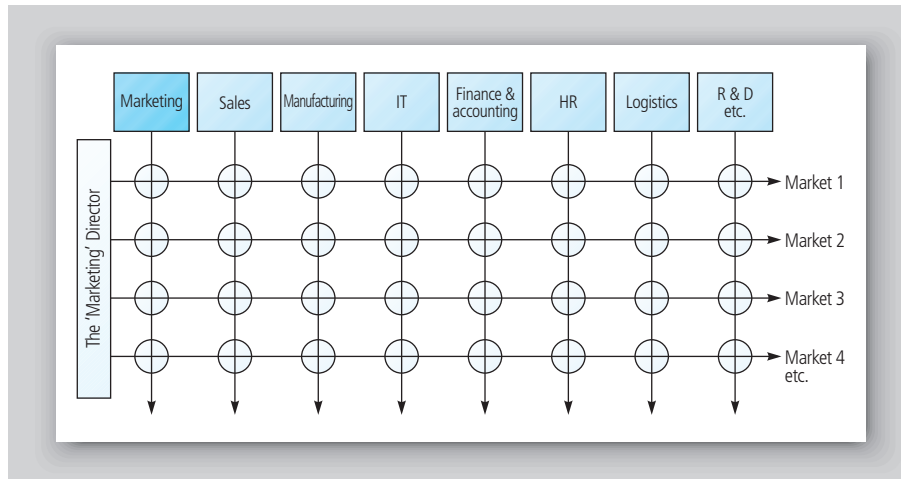 Marketing
Sales
Manufacturing
IT
Finance &
accounting
HR
Logistics
R & D
etc.
The ‘Marketing’ Director
Market 1
Market 2
Market 3
Market 4
etc.